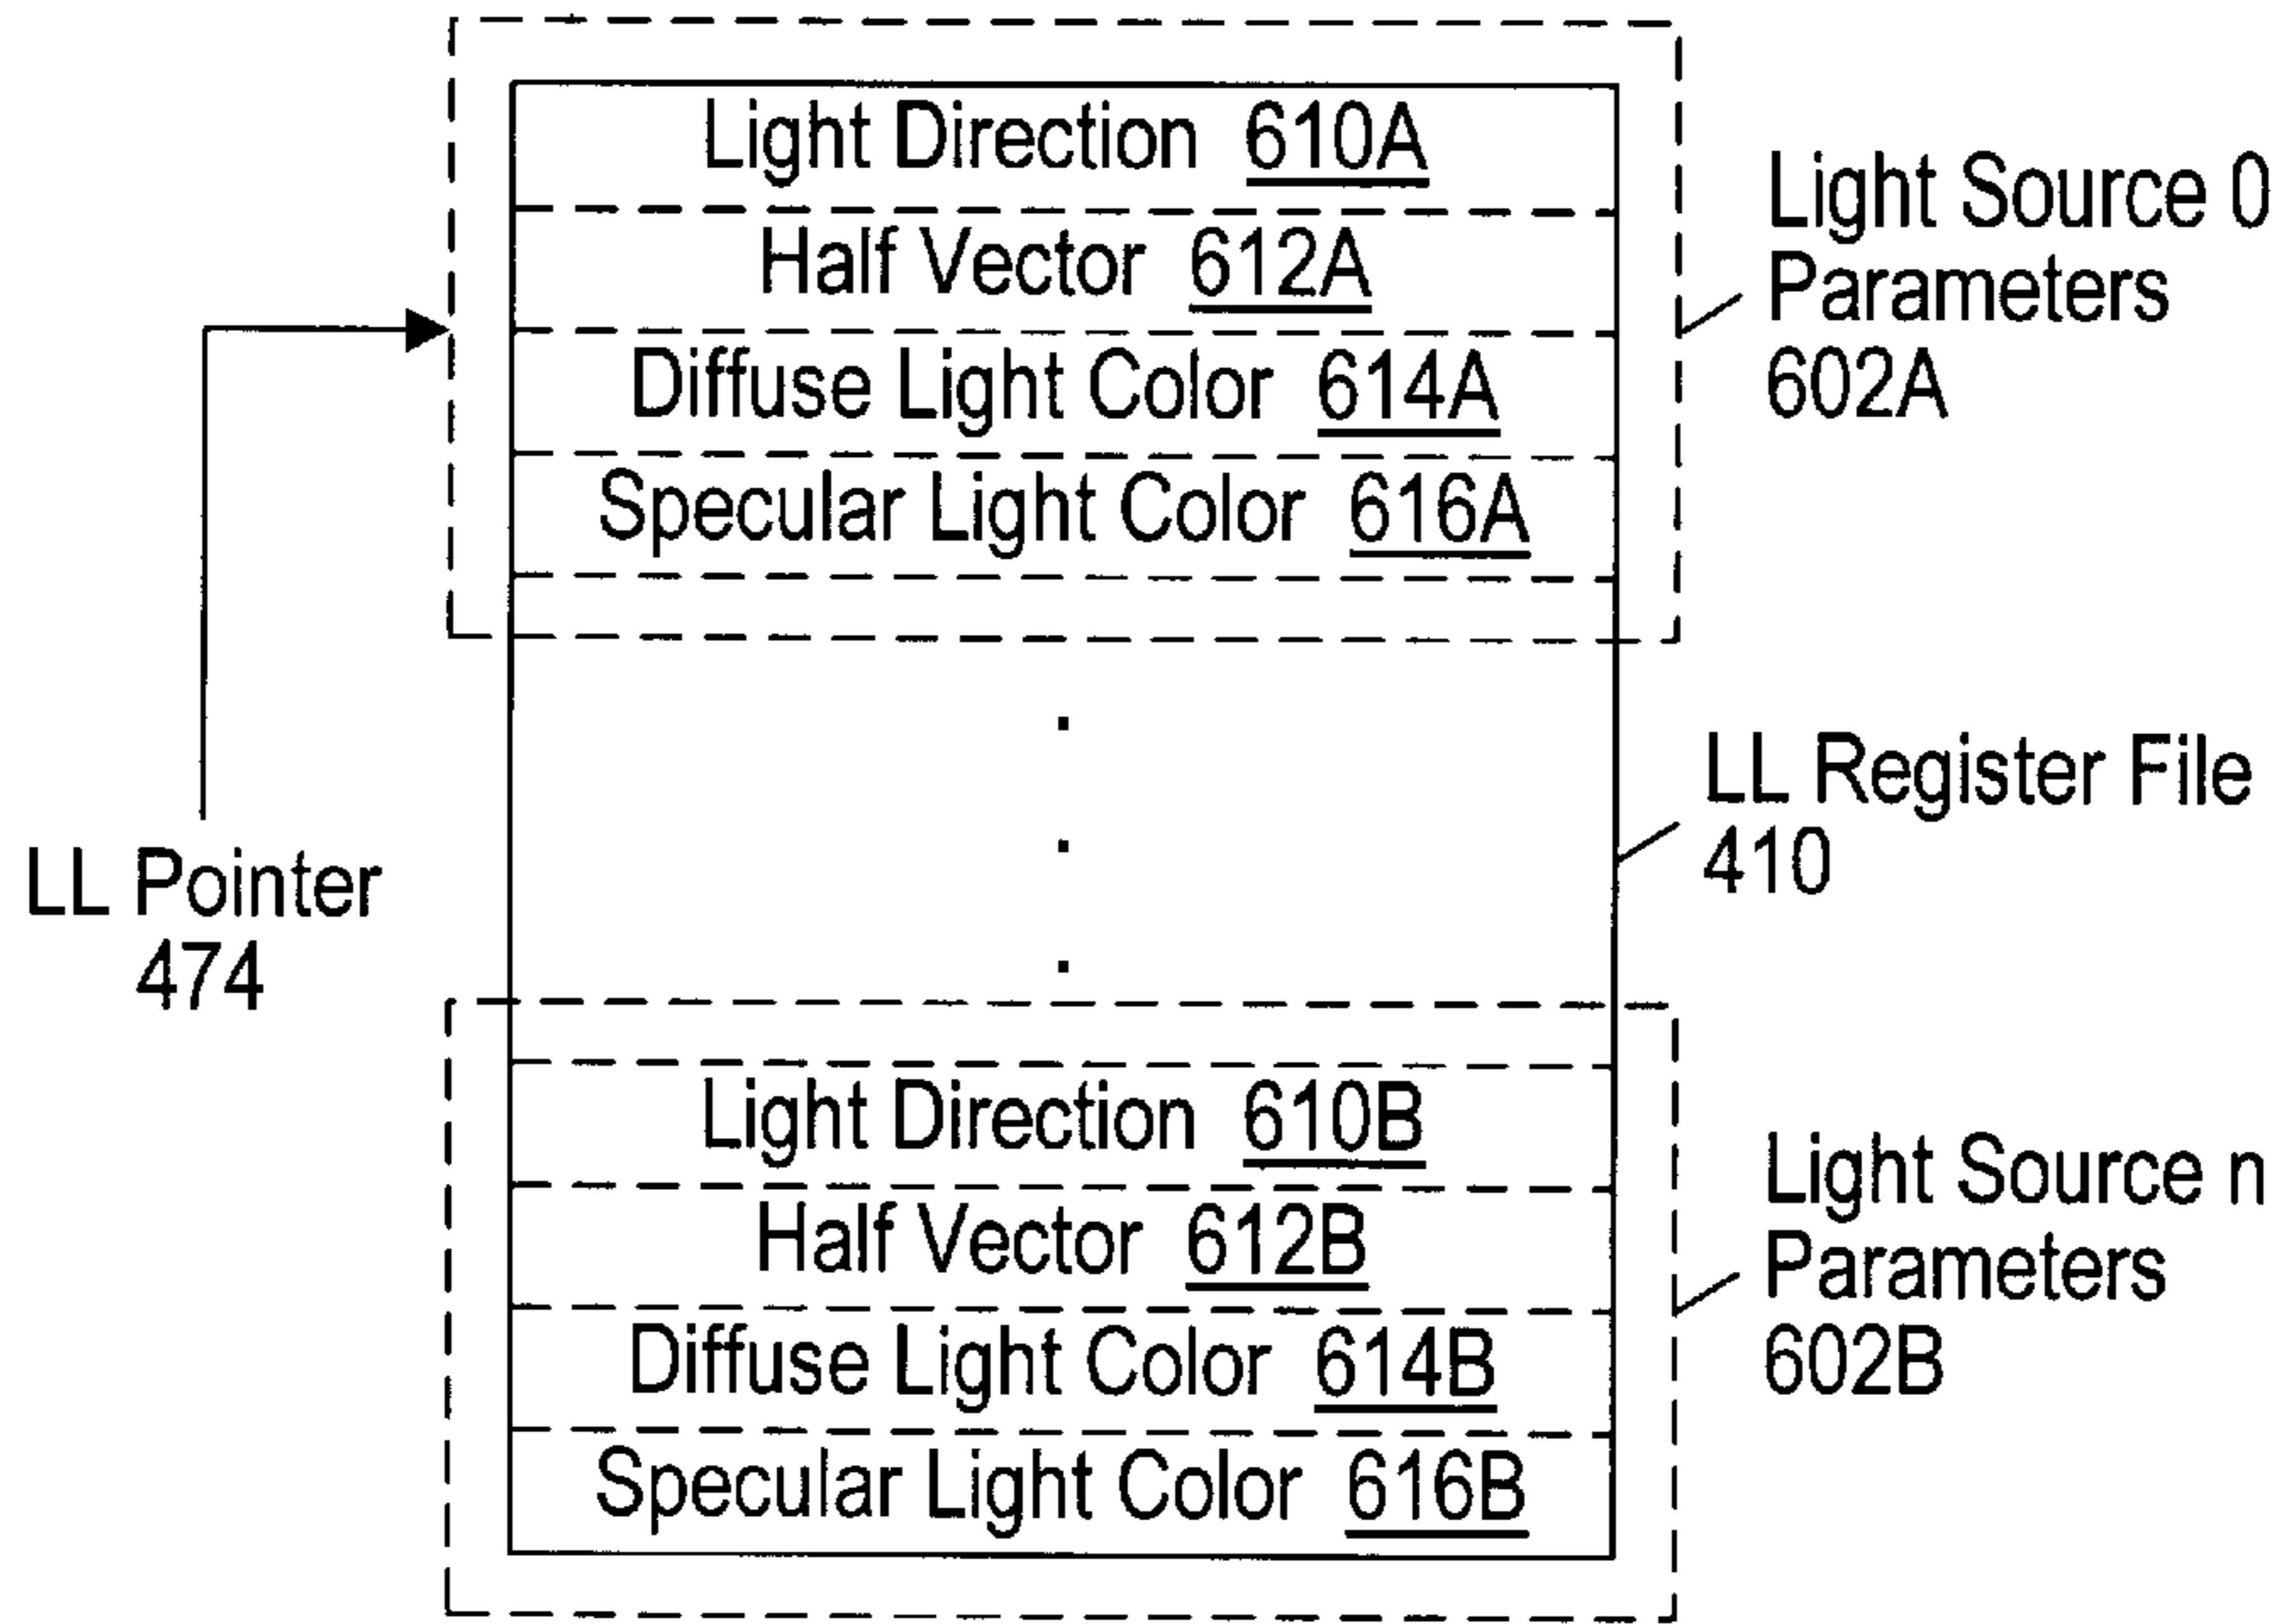 Light Direction 610A
Half Vector 612A
Diffuse Light Color 614A
Specular Light Color 616A
Light Source 0
Parameters
602A
LL Pointer
474
LL Register File
410
Light Direction 610B
Half Vector 612B
Diffuse Light Color 614B
Specular Light Color 616B
Light Source n
Parameters
602B